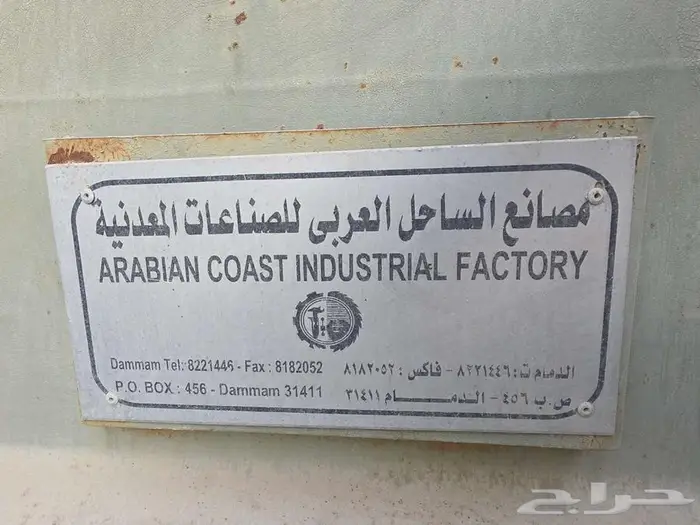 مصانع الساحل العربى للصناعات المعدنية
ARABIAN COAST INDUSTRIAL FACTORY
Dammam Tel: 8221446 - Fax : 8182052
الدمام ت : ٨٢٢١٤٤٦ - فاكس : ٨١٨٢٠٥٢
P.O. BOX : 456 - Dammam 31411
ص . ب ٤٥٦ - الدمـــام ٣١٤١١
حراج